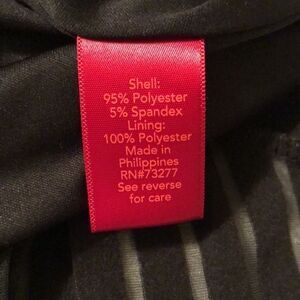 Shell:
95% Polyester
5% Spandex
Lining:
100% Polyester
Made in
Philippines
RN#73277
See reverse
for care